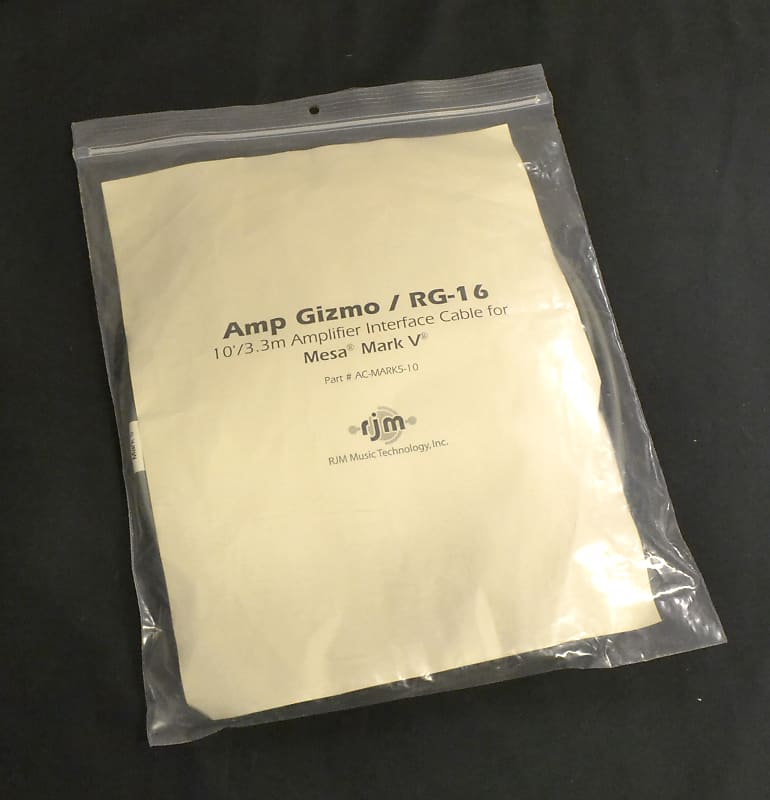 Amp Gizmo / RG-16
10'/3.3m Amplifier Interface Cable for
Mesa® Mark V®
Part # AC-MARK5-10
rjm
RJM Music Technology, Inc.